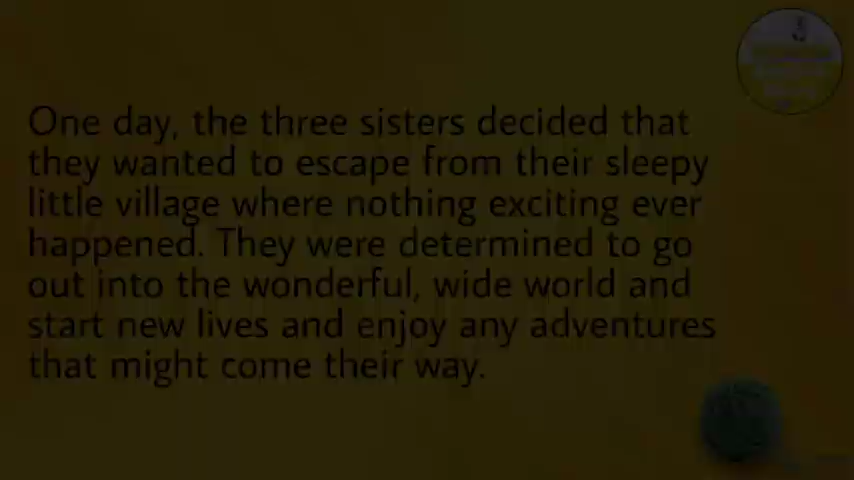 One day, the three sisters decided that
they wanted to escape from their sleepy
little village where nothing exciting ever
happened. They were determined to go
out into the wonderful, wide world and
start new lives and enjoy any adventures
that might come their way.